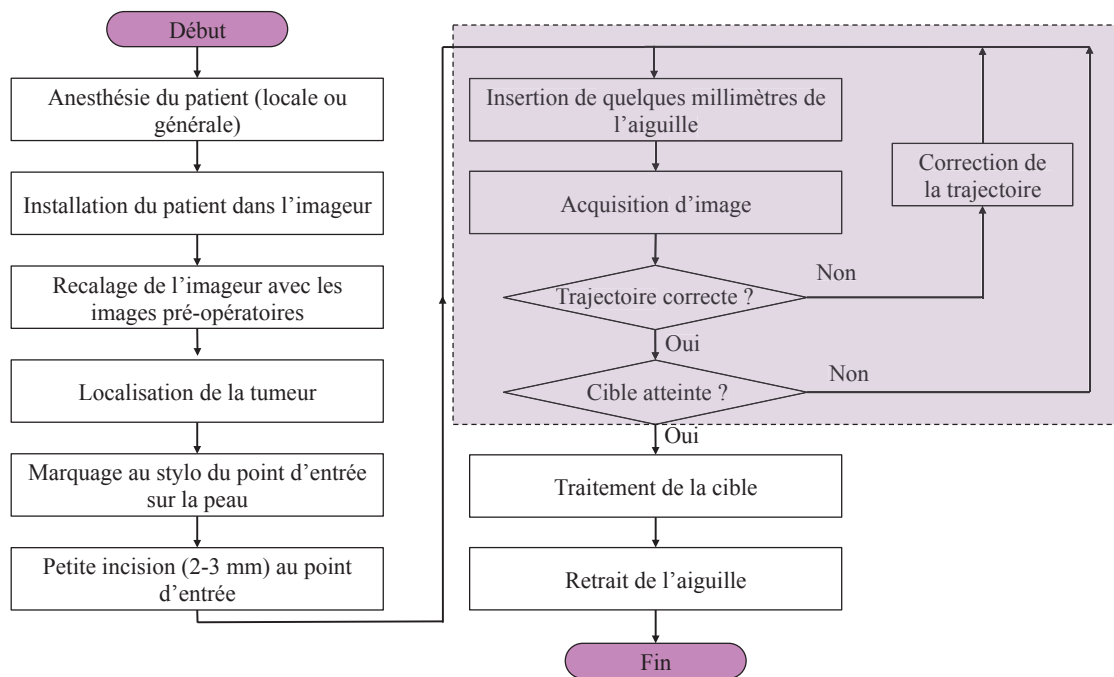 Début
Anesthésie du patient (locale ou
générale)
Installation du patient dans l’imageur
Recalage de l’imageur avec les
images pré-opératoires
Localisation de la tumeur
Marquage au stylo du point d’entrée
sur la peau
Petite incision (2-3 mm) au point
d’entrée
Insertion de quelques millimètres de
l’aiguille
Acquisition d’image
Trajectoire correcte ?
Non
Correction de
la trajectoire
Oui
Cible atteinte ?
Non
Oui
Traitement de la cible
Retrait de l’aiguille
Fin